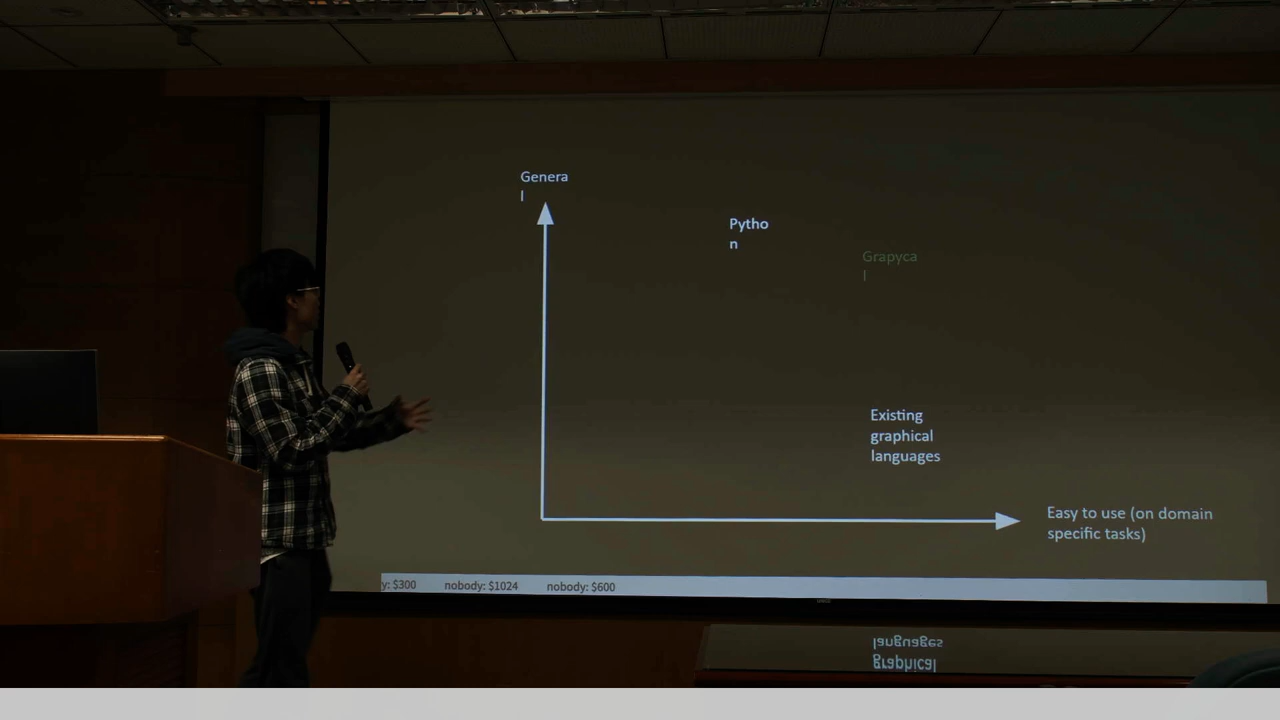 Genera
l
Pytho
n
Grapyca
l
Existing
graphical
languages
Easy to use (on domain
specific tasks)
y: $300 nobody: $1024 nobody: $600
languages
graphical